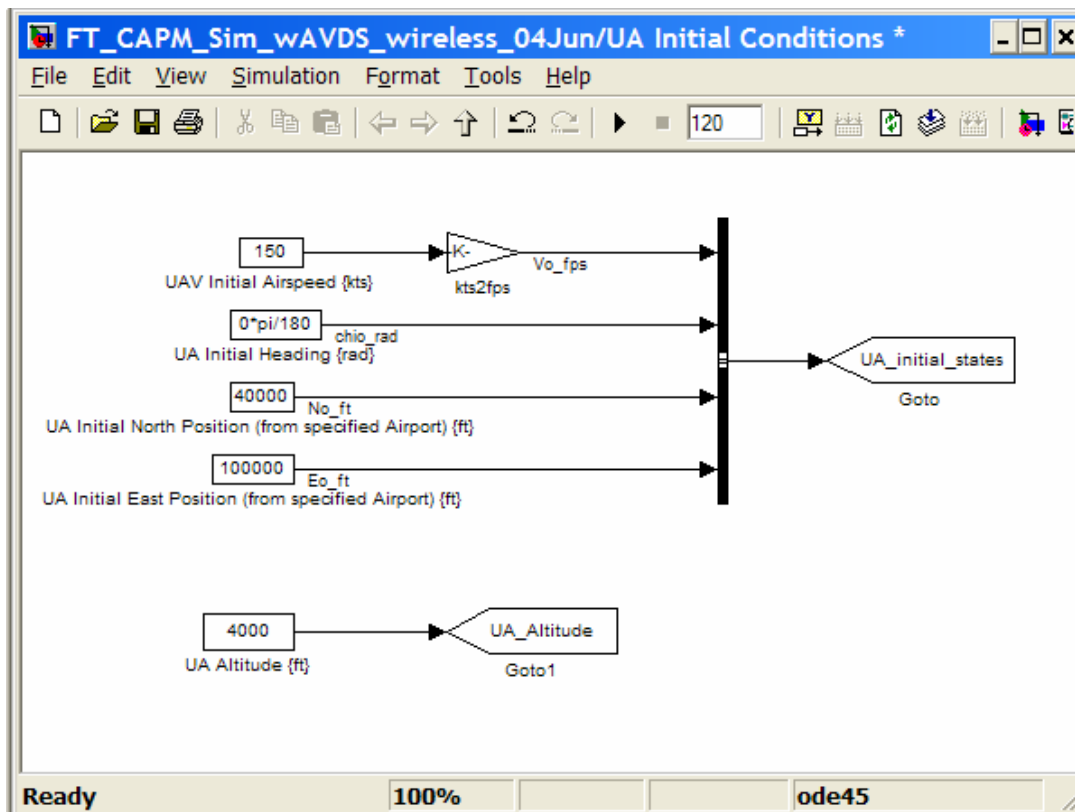 FT_CAPM_Sim_wAVDS_wireless_04Jun/UA Initial Conditions *
File Edit View Simulation Format Tools Help
120
150
K-
Vo_fps
UAV Initial Airspeed {kts}
kts2fps
0*pi/180
chio_rad
UA Initial Heading {rad}
UA_initial_states
Goto
40000
No_ft
UA Initial North Position (from specified Airport) {ft}
100000
Eo_ft
UA Initial East Position (from specified Airport) {ft}
4000
UA_Altitude
UA Altitude {ft}
Goto1
Ready 100% ode45